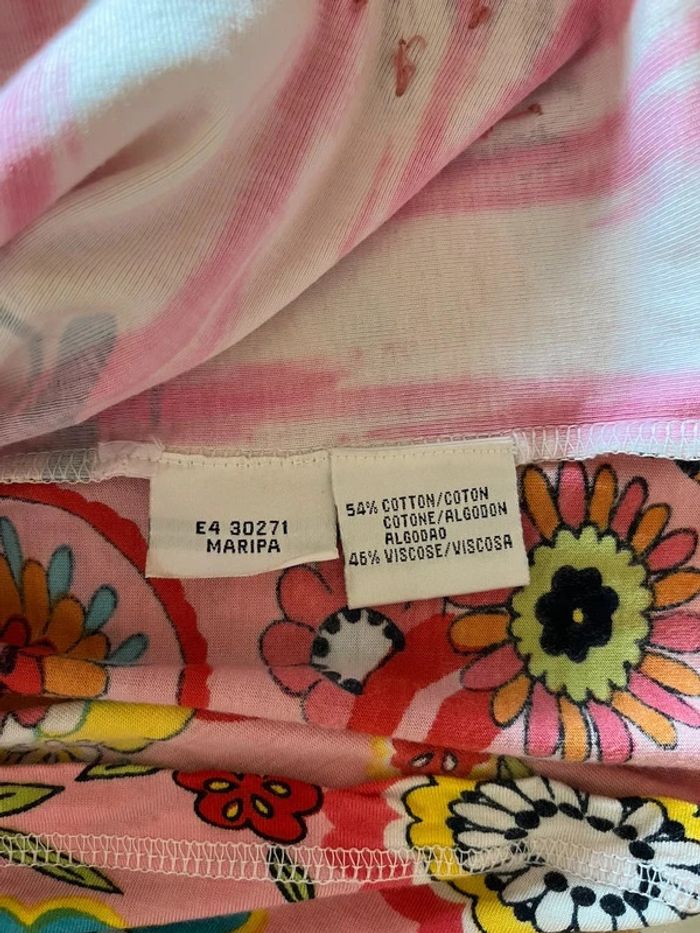 E4 30271
MARIPA
54% COTTON/COTON
COTONE/ALGODON
ALGODAO
46% VISCOSE/VISCOSA